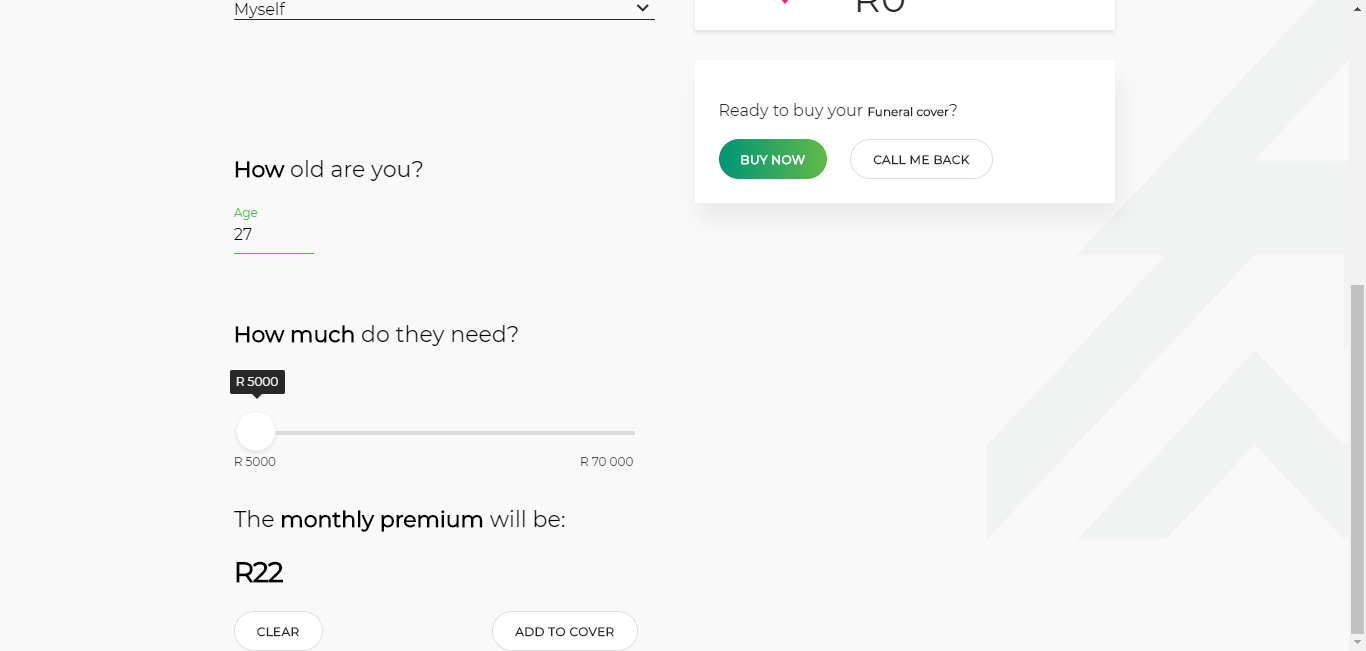 Myself
How old are you?
Age
27
How much do they need?
R 5000
R 5000
R 70 000
The monthly premium will be:
R22
CLEAR
ADD TO COVER
R0
Ready to buy your Funeral cover?
BUY NOW
CALL ME BACK